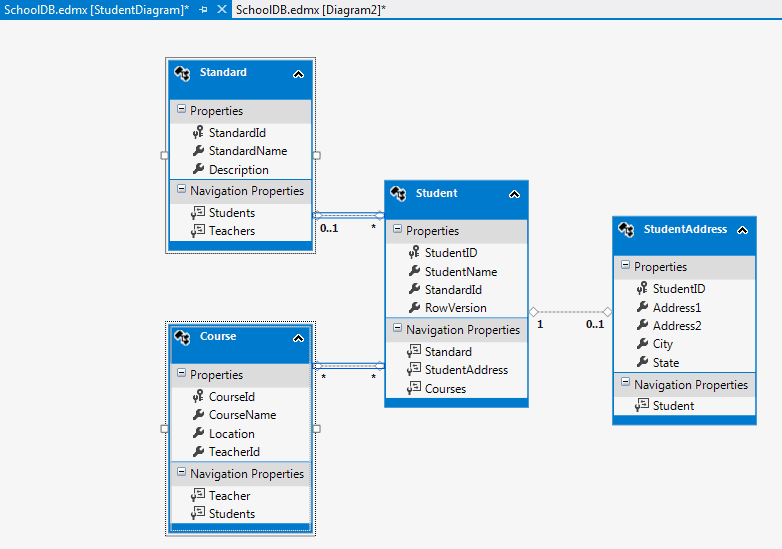 SchoolDB.edmx [StudentDiagram]*
SchoolDB.edmx [Diagram2]*
Standard
Properties
StandardId
StandardName
Description
Navigation Properties
Students
Teachers
0..1
*
Student
Properties
StudentID
StudentName
StandardId
RowVersion
Navigation Properties
Standard
StudentAddress
Courses
1
0..1
StudentAddress
Properties
StudentID
Address1
Address2
City
State
Navigation Properties
Student
Course
Properties
CourseId
CourseName
Location
TeacherId
Navigation Properties
Teacher
Students
*
*